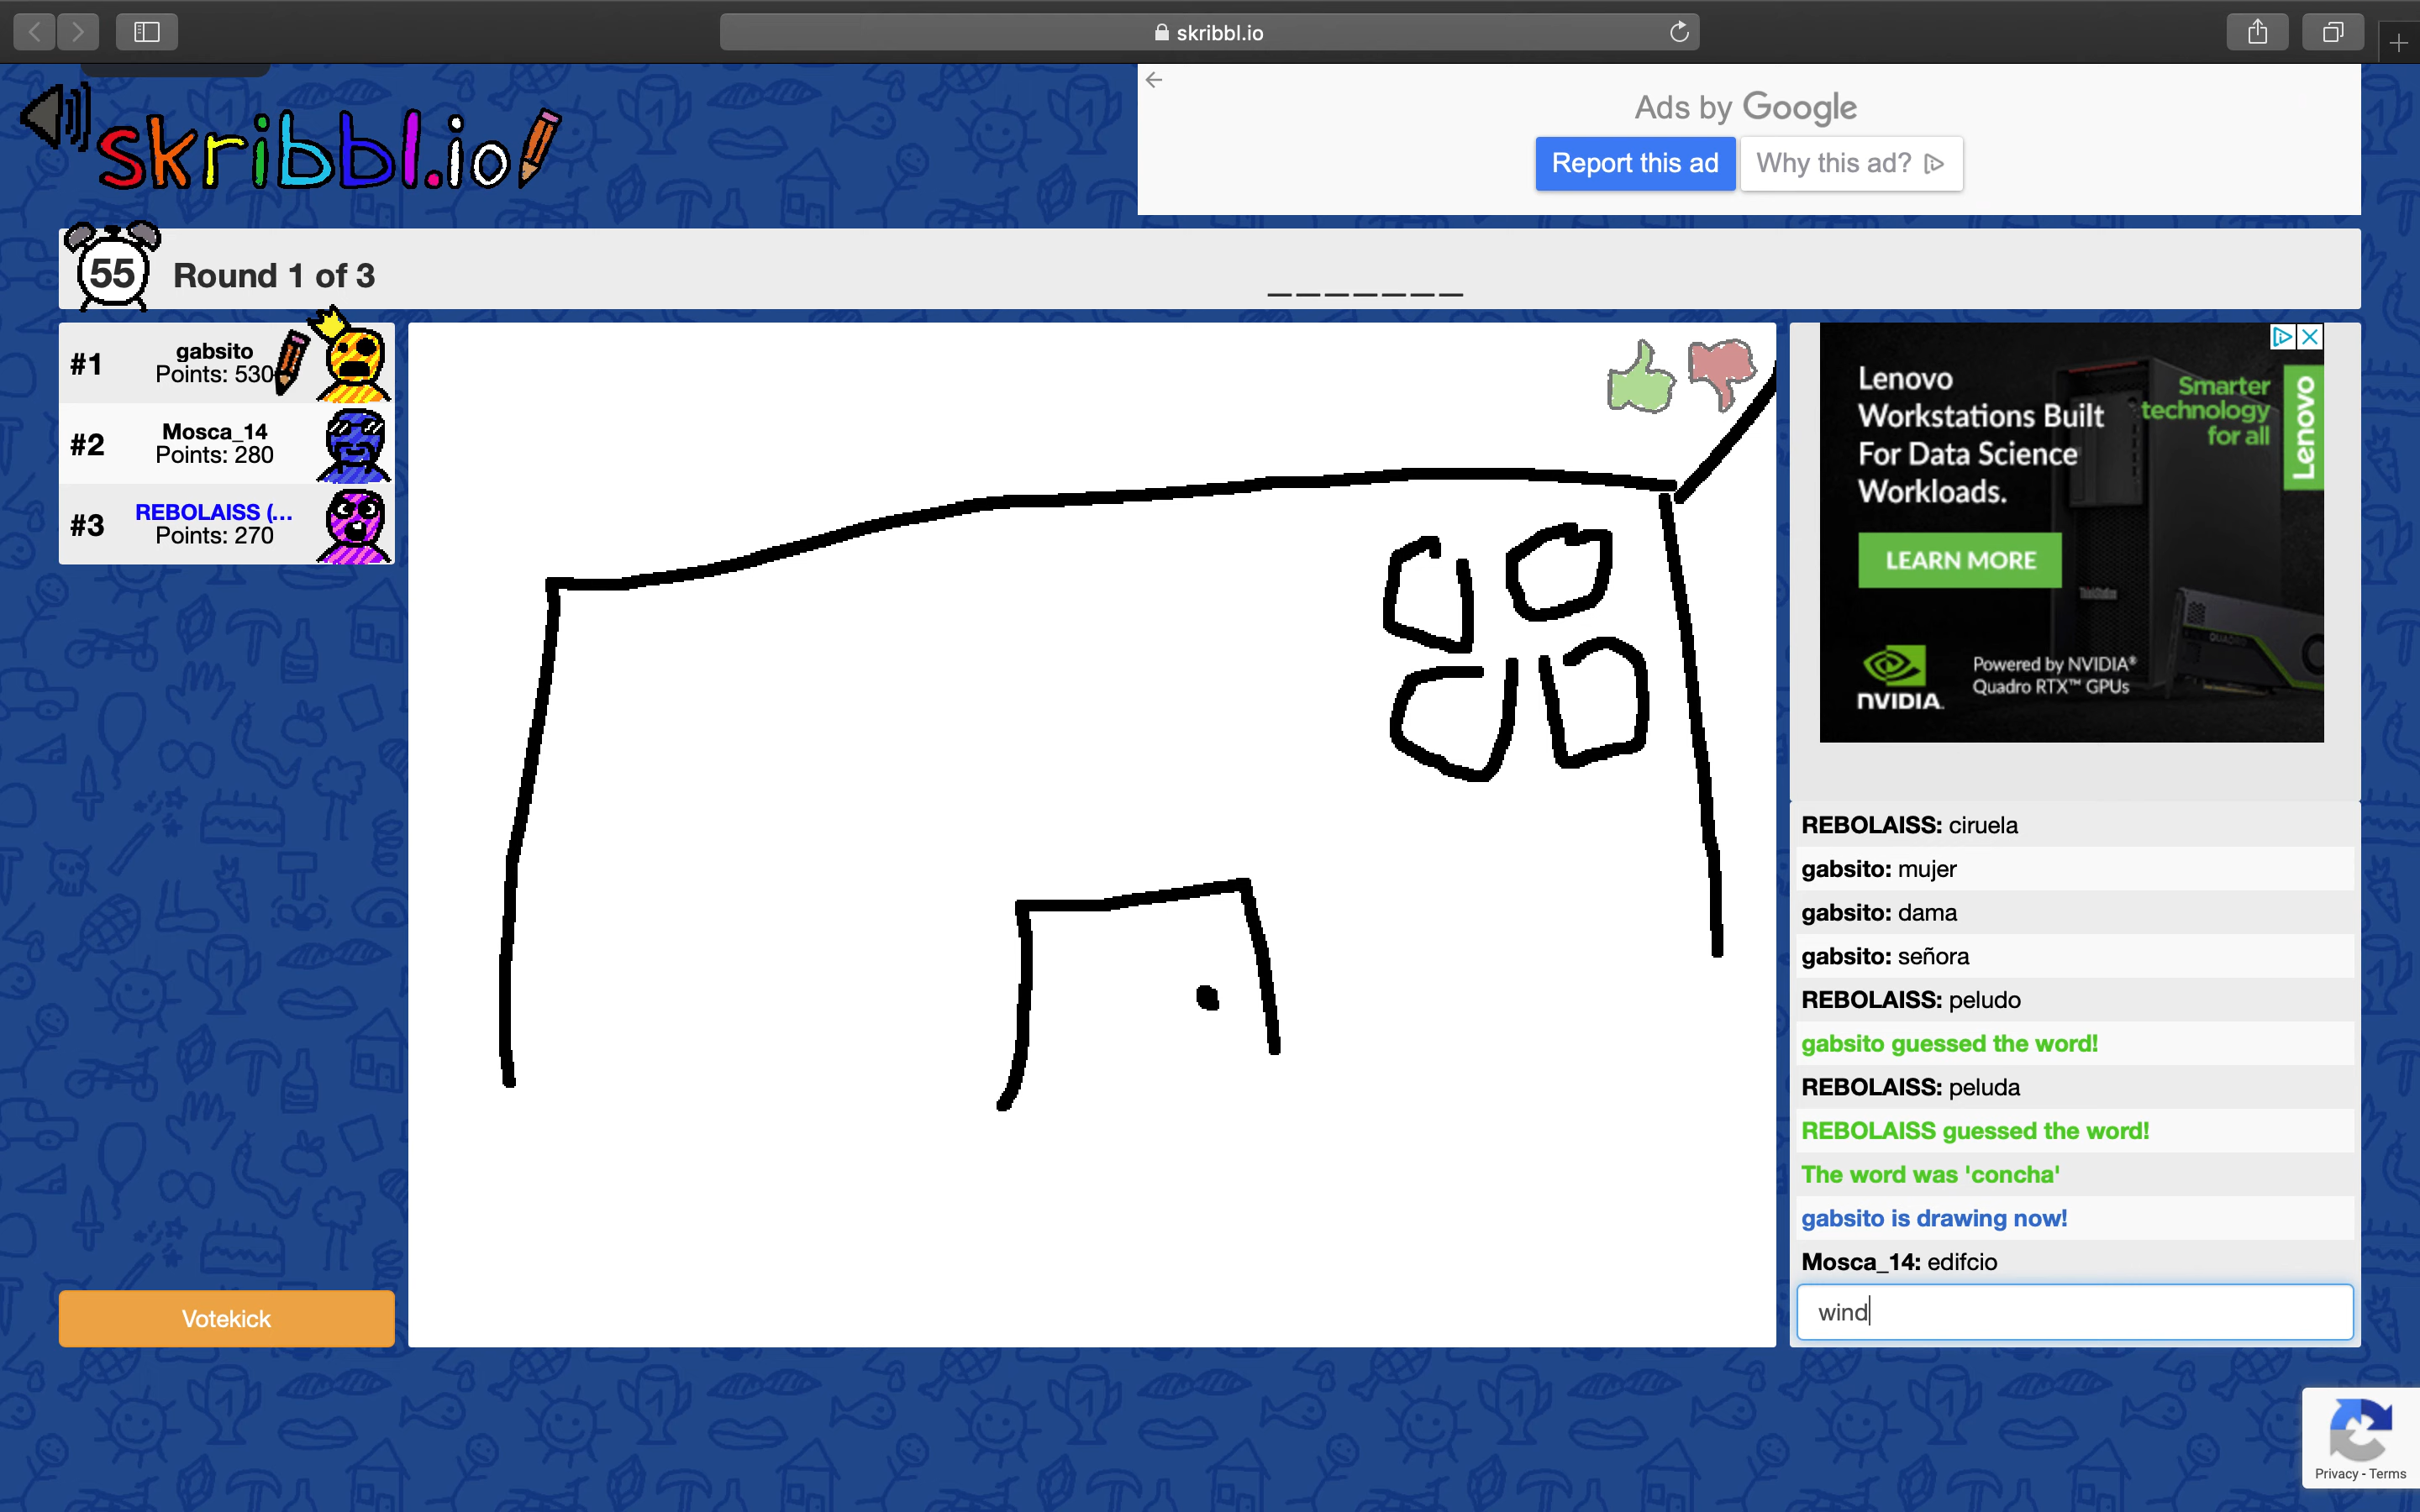 skribbl.io
skribbl.io
Ads by Google
Report this ad
Why this ad?
55
Round 1 of 3
_______
#1
gabsito
Points: 530
#2
Mosca_14
Points: 280
#3
REBOLAISS (...
Points: 270
Lenovo
Workstations Built
For Data Science
Workloads.
Smarter
technology
for all
Lenovo
LEARN MORE
NVIDIA.
Powered by NVIDIA®
Quadro RTX™ GPUs
REBOLAISS: ciruela
gabsito: mujer
gabsito: dama
gabsito: señora
REBOLAISS: peludo
gabsito guessed the word!
REBOLAISS: peluda
REBOLAISS guessed the word!
The word was 'concha'
gabsito is drawing now!
Mosca_14: edifcio
wind
Votekick
Privacy - Terms